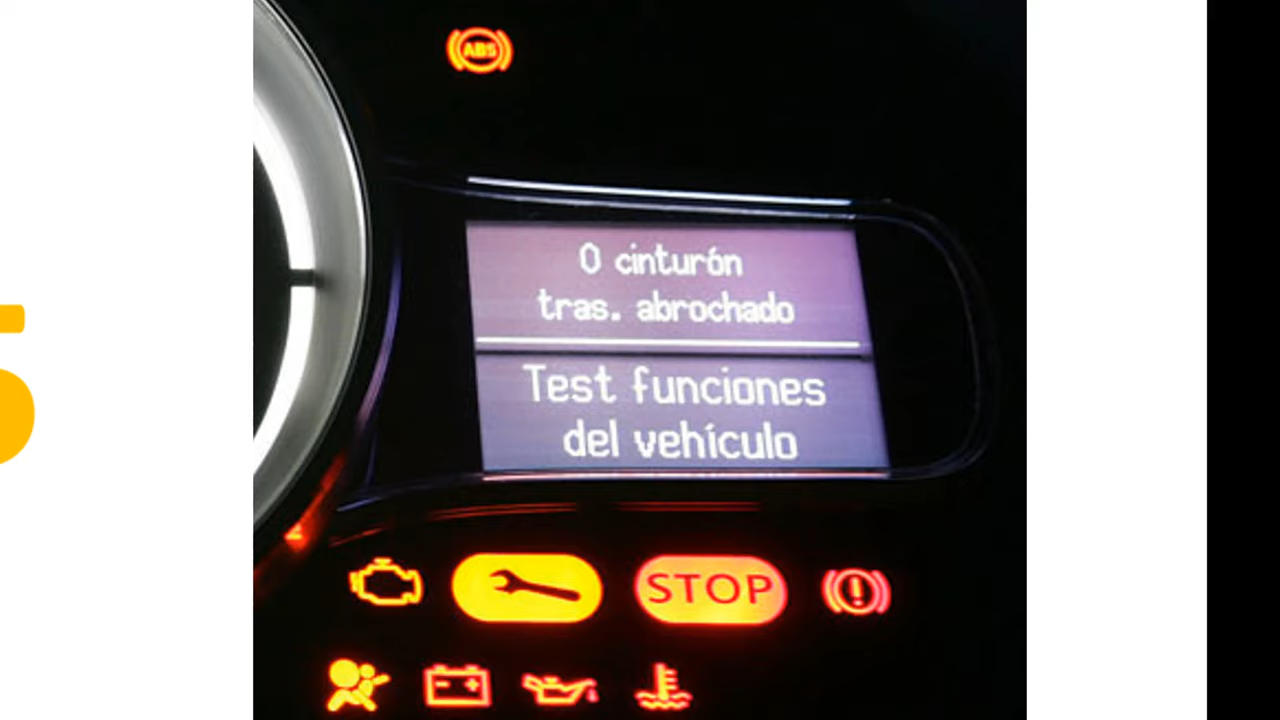 ABS
0 cinturón
tras. abrochado
Test funciones
del vehículo
STOP